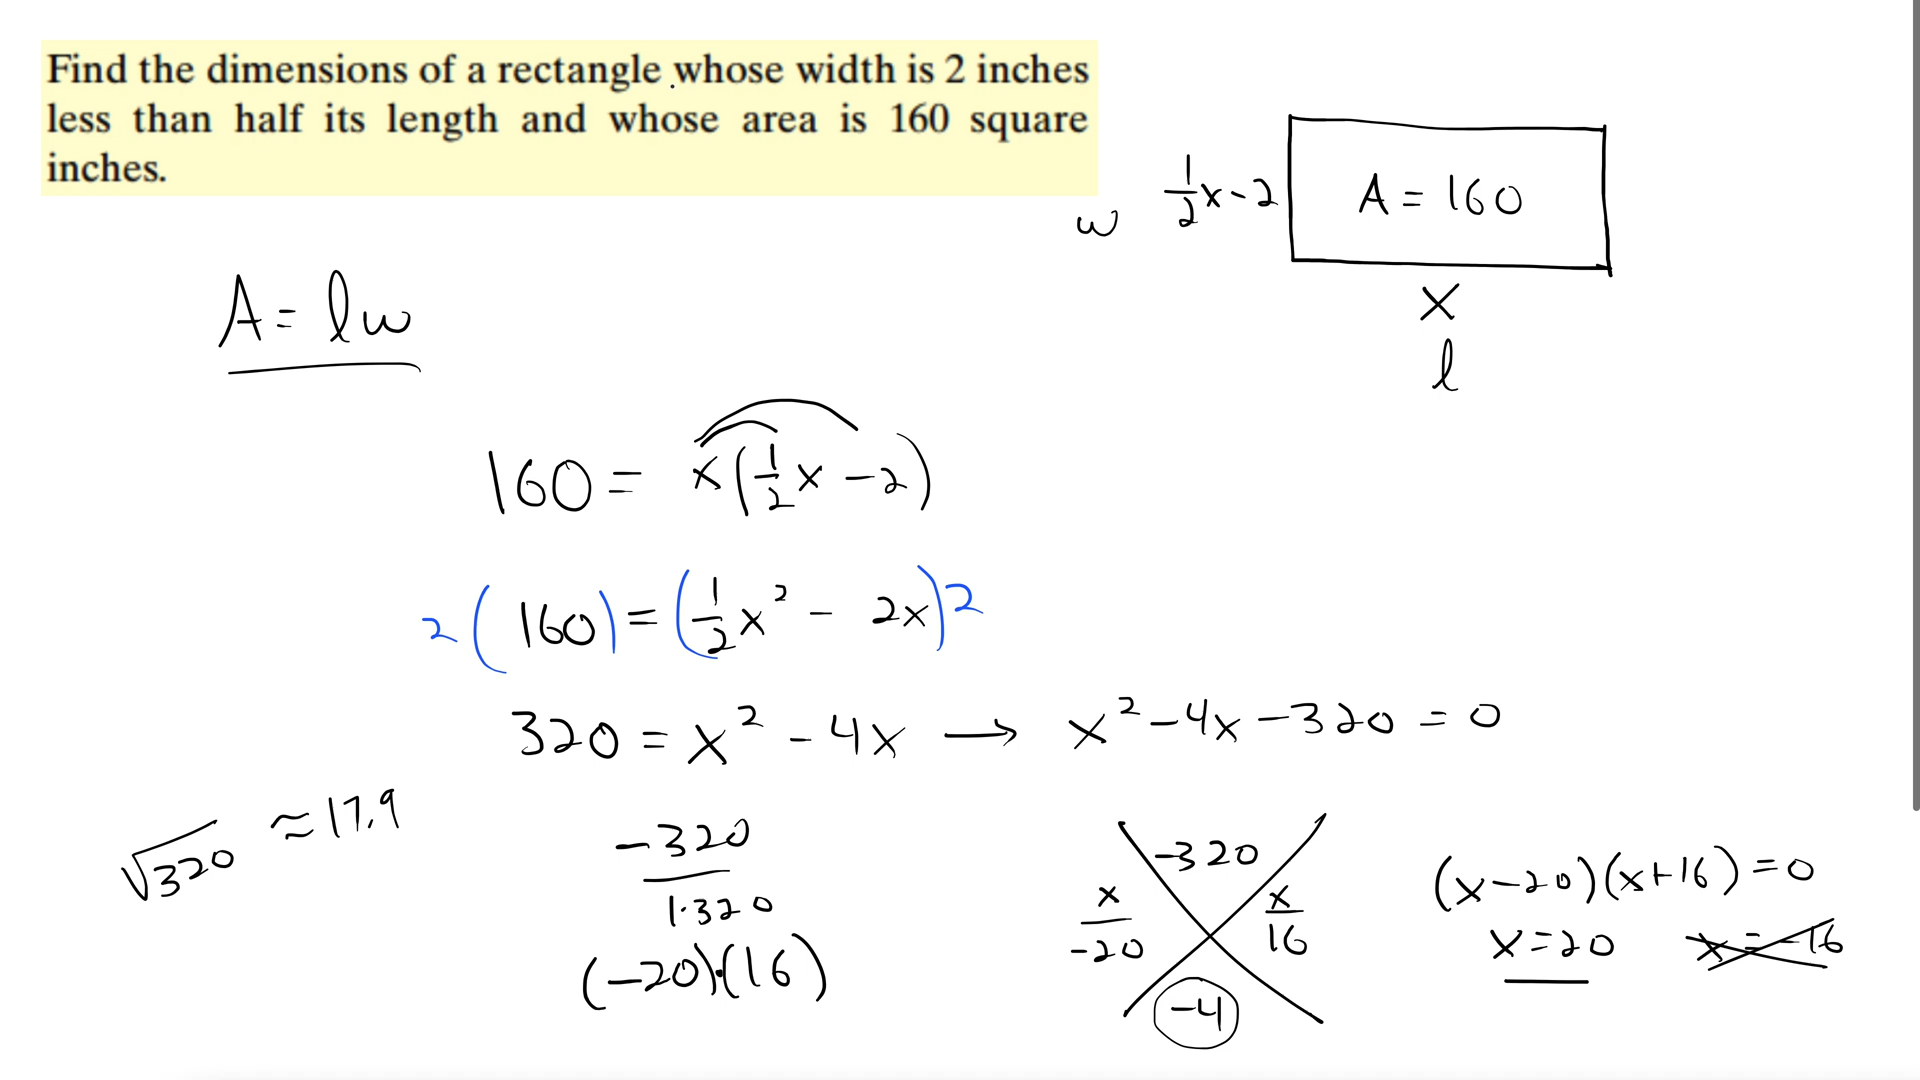 Find the dimensions of a rectangle whose width is 2 inches
less than half its length and whose area is 160 square
inches.
w 1/2x-2 A = 160
x
l
A = lw
160 = x(1/2x - 2)
2(160) = (1/2x² - 2x)2
320 = x² - 4x → x² - 4x - 320 = 0
√320 ≈ 17.9
-320
1·320
(-20)·(16)
-320
x/-20 x/16
-4
(x-20)(x+16) = 0
x = 20 x = -16